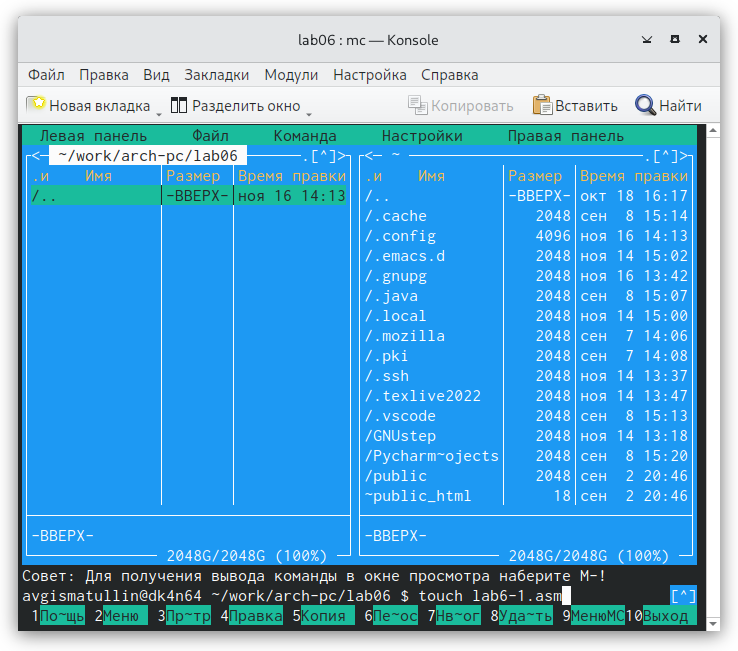 lab06 : mc — Konsole
Файл Правка Вид Закладки Модули Настройка Справка
Новая вкладка Разделить окно Копировать Вставить Найти
Левая панель Файл Команда Настройки Правая панель
<— ~/work/arch-pc/lab06 .[^]> <— ~ .[^]>
.и Имя Размер Время правки .и Имя Размер Время правки
/.. -ВВЕРХ- ноя 16 14:13 /.. -ВВЕРХ- окт 18 16:17
/.cache 2048 сен 8 15:14
/.config 4096 ноя 16 14:13
/.emacs.d 2048 ноя 14 15:02
/.gnupg 2048 ноя 16 13:42
/.java 2048 сен 8 15:07
/.local 2048 ноя 14 15:00
/.mozilla 2048 сен 7 14:06
/.pki 2048 сен 7 14:08
/.ssh 2048 ноя 14 13:37
/.texlive2022 2048 ноя 14 13:47
/.vscode 2048 сен 8 15:13
/GNUstep 2048 ноя 14 13:18
/Pycharm~ojects 2048 сен 8 15:20
/public 2048 сен 2 20:46
~public_html 18 сен 2 20:46
-ВВЕРХ- -ВВЕРХ-
2048G/2048G (100%) 2048G/2048G (100%)
Совет: Для получения вывода команды в окне просмотра наберите M-!
avgismatullin@dk4n64 ~/work/arch-pc/lab06 $ touch lab6-1.asm [^]
1По~щь 2Меню 3Пр~тр 4Правка 5Копия 6Пе~ос 7Нв~ог 8Уда~ть 9МенюMC 10Выход